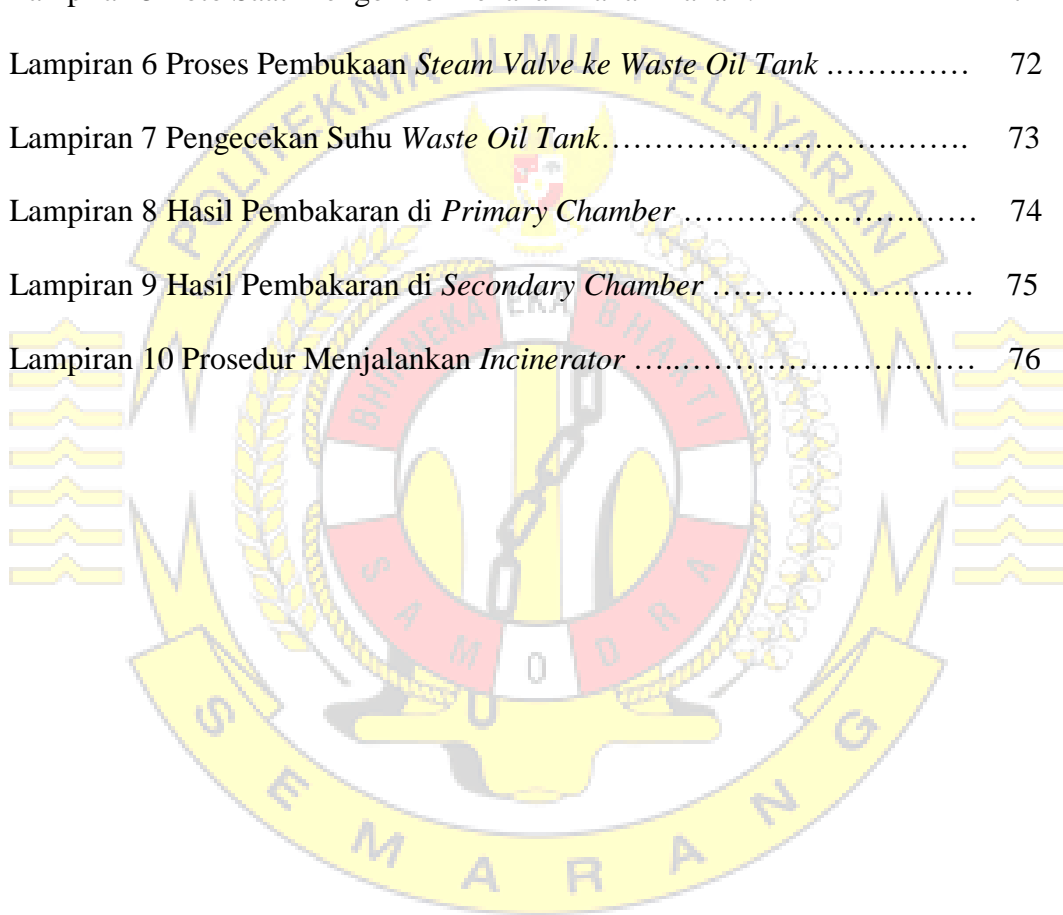 Lampiran 6 Proses Pembukaan Steam Valve ke Waste Oil Tank …….…… 72
Lampiran 7 Pengecekan Suhu Waste Oil Tank……………………….……. 73
Lampiran 8 Hasil Pembakaran di Primary Chamber ……………………… 74
Lampiran 9 Hasil Pembakaran di Secondary Chamber …………………… 75
Lampiran 10 Prosedur Menjalankan Incinerator …..……………………… 76
POLITEKNIK ILMU PELAYARAN
BHINNEKA EKA BHAKTI
SAMODRA
SEMARANG